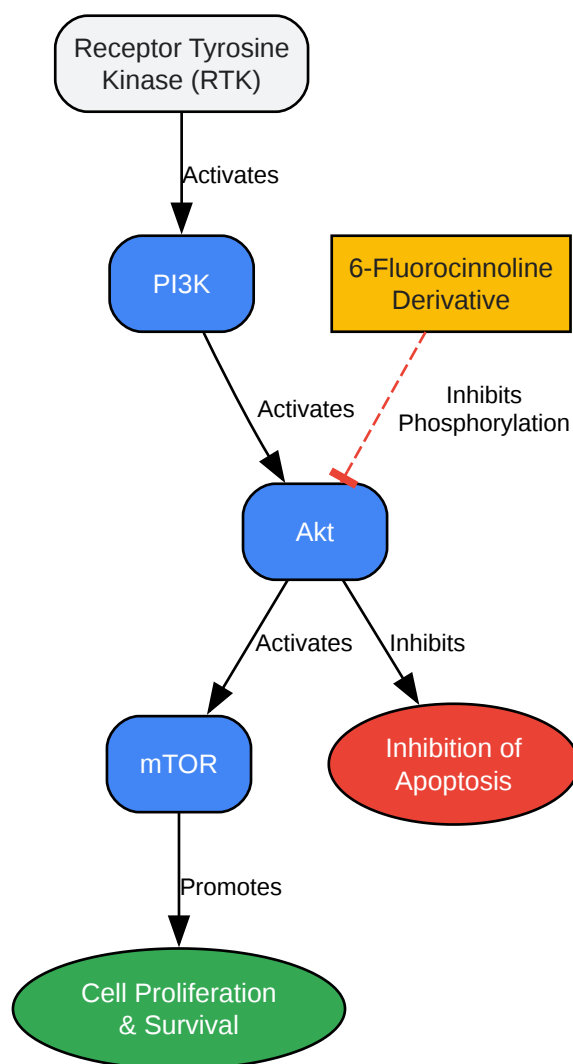 Receptor Tyrosine
Kinase (RTK)
Activates
PI3K
6-Fluorocinnoline
Derivative
Activates
Inhibits
Phosphorylation
Akt
Activates
Inhibits
mTOR
Inhibition of
Apoptosis
Promotes
Cell Proliferation
& Survival